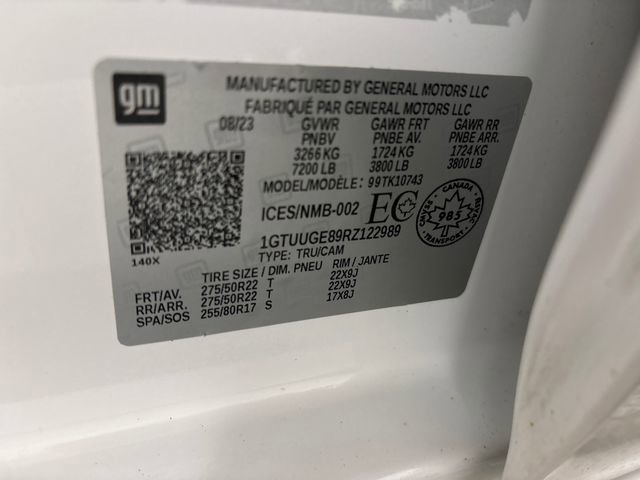 gm
MANUFACTURED BY GENERAL MOTORS LLC
FABRIQUÉ PAR GENERAL MOTORS LLC
08/23 GVWR GAWR FRT GAWR RR
PNBV PNBE AV. PNBE ARR.
3266 KG 1724 KG 1724 KG
7200 LB 3800 LB 3800 LB
MODEL/MODÈLE: 99TK10743
ICES/NMB-002 EC
CANADA
985
1GTUUGE89RZ122989
140X
TYPE: TRU/CAM
TIRE SIZE / DIM. PNEU RIM / JANTE
FRT/AV. 275/50R22 T 22X9J
RR/ARR. 275/50R22 T 22X9J
SPA/SOS 255/80R17 S 17X8J